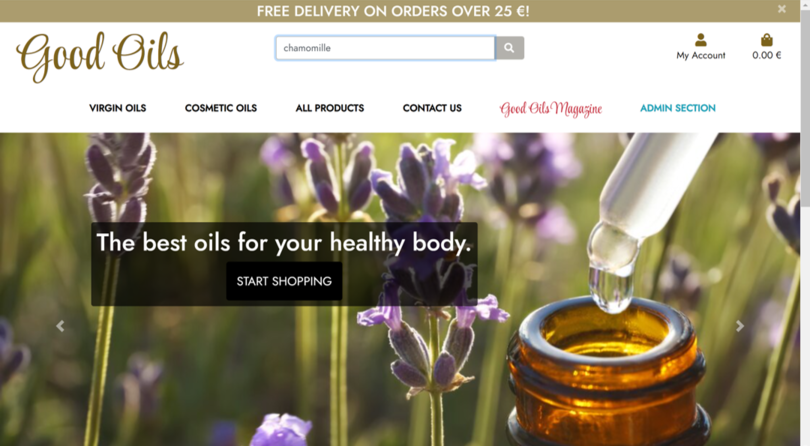 FREE DELIVERY ON ORDERS OVER 25 €!
Good Oils
chamomille
My Account
0.00 €
VIRGIN OILS
COSMETIC OILS
ALL PRODUCTS
CONTACT US
Good Oils Magazine
ADMIN SECTION
The best oils for your healthy body.
START SHOPPING